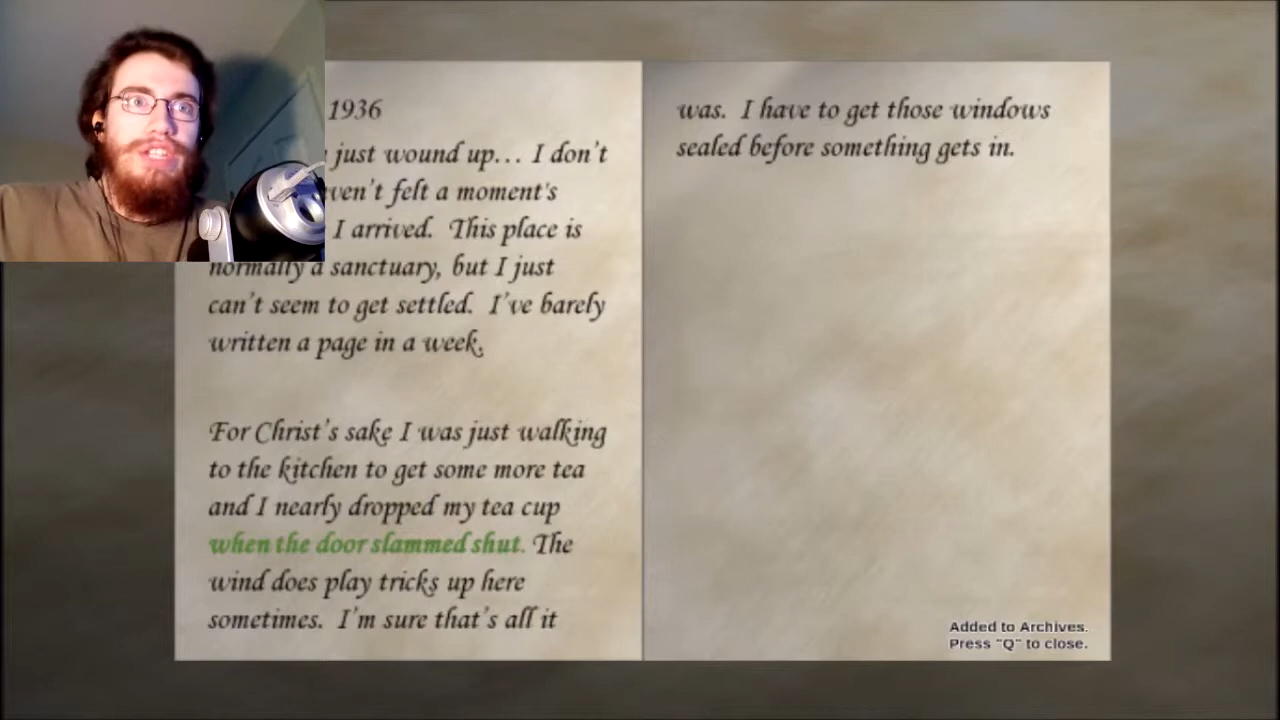 1936
just wound up... I don't
ven't felt a moment's
I arrived. This place is
normally a sanctuary, but I just
can't seem to get settled. I've barely
written a page in a week.
For Christ's sake I was just walking
to the kitchen to get some more tea
and I nearly dropped my tea cup
when the door slammed shut. The
wind does play tricks up here
sometimes. I'm sure that's all it
was. I have to get those windows
sealed before something gets in.
Added to Archives.
Press "Q" to close.